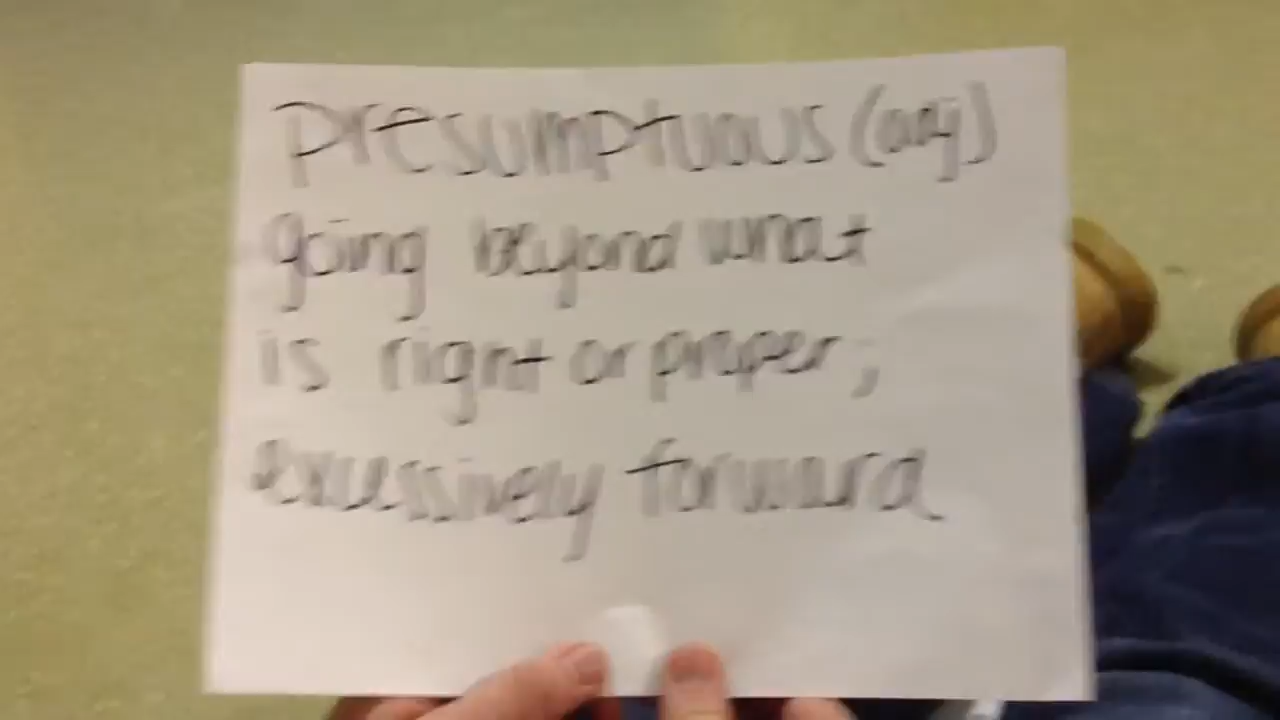 presumptuous (adj)
going beyond what
is right or proper;
excessively forward